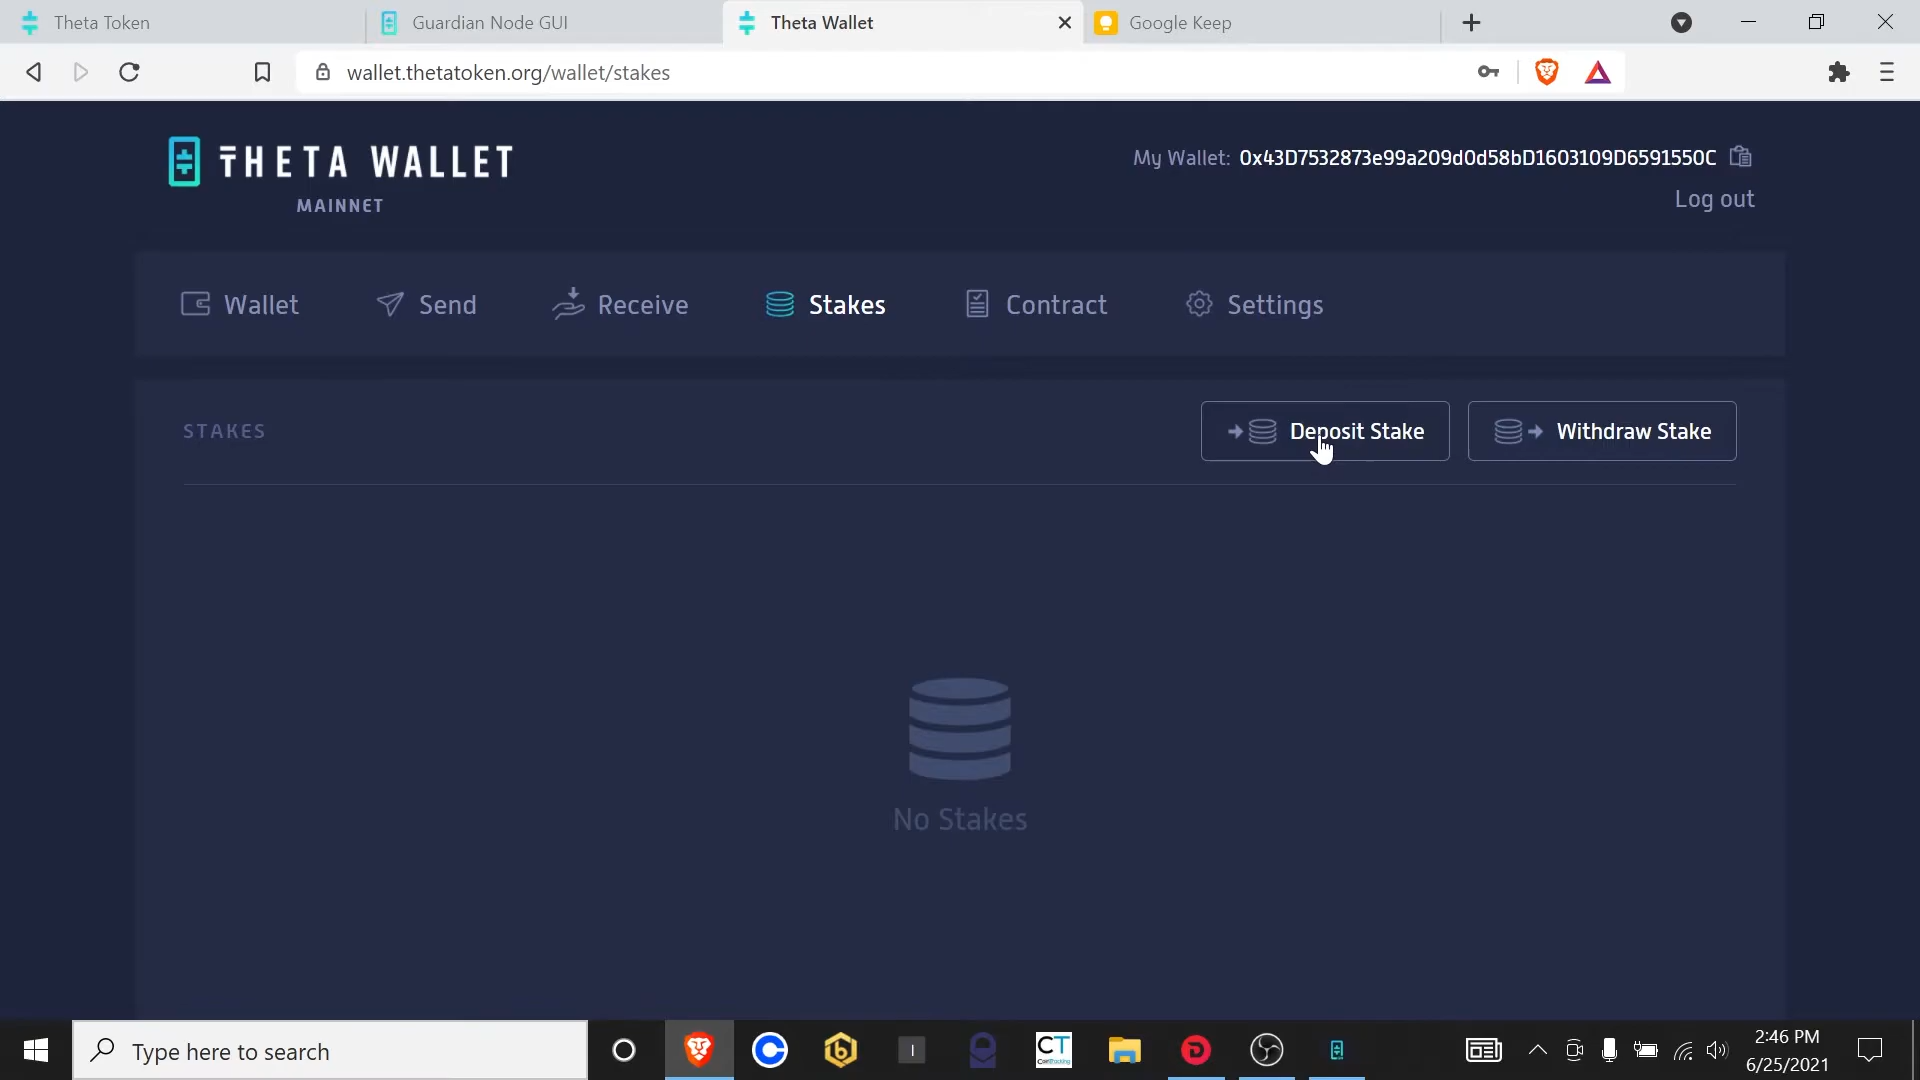 Theta Token
Guardian Node GUI
Theta Wallet
Google Keep
wallet.thetatoken.org/wallet/stakes
THETA WALLET
MAINNET
My Wallet: 0x43D7532873e99a209d0d58bD1603109D6591550C
Log out
Wallet
Send
Receive
Stakes
Contract
Settings
STAKES
Deposit Stake
Withdraw Stake
No Stakes
Type here to search
CT
2:46 PM
6/25/2021